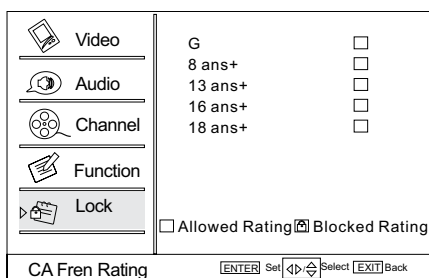 Video
Audio
Channel
Function
Lock
G
8 ans+
13 ans+
16 ans+
18 ans+
Allowed Rating Blocked Rating
CA Fren Rating
ENTER Set Select EXIT Back